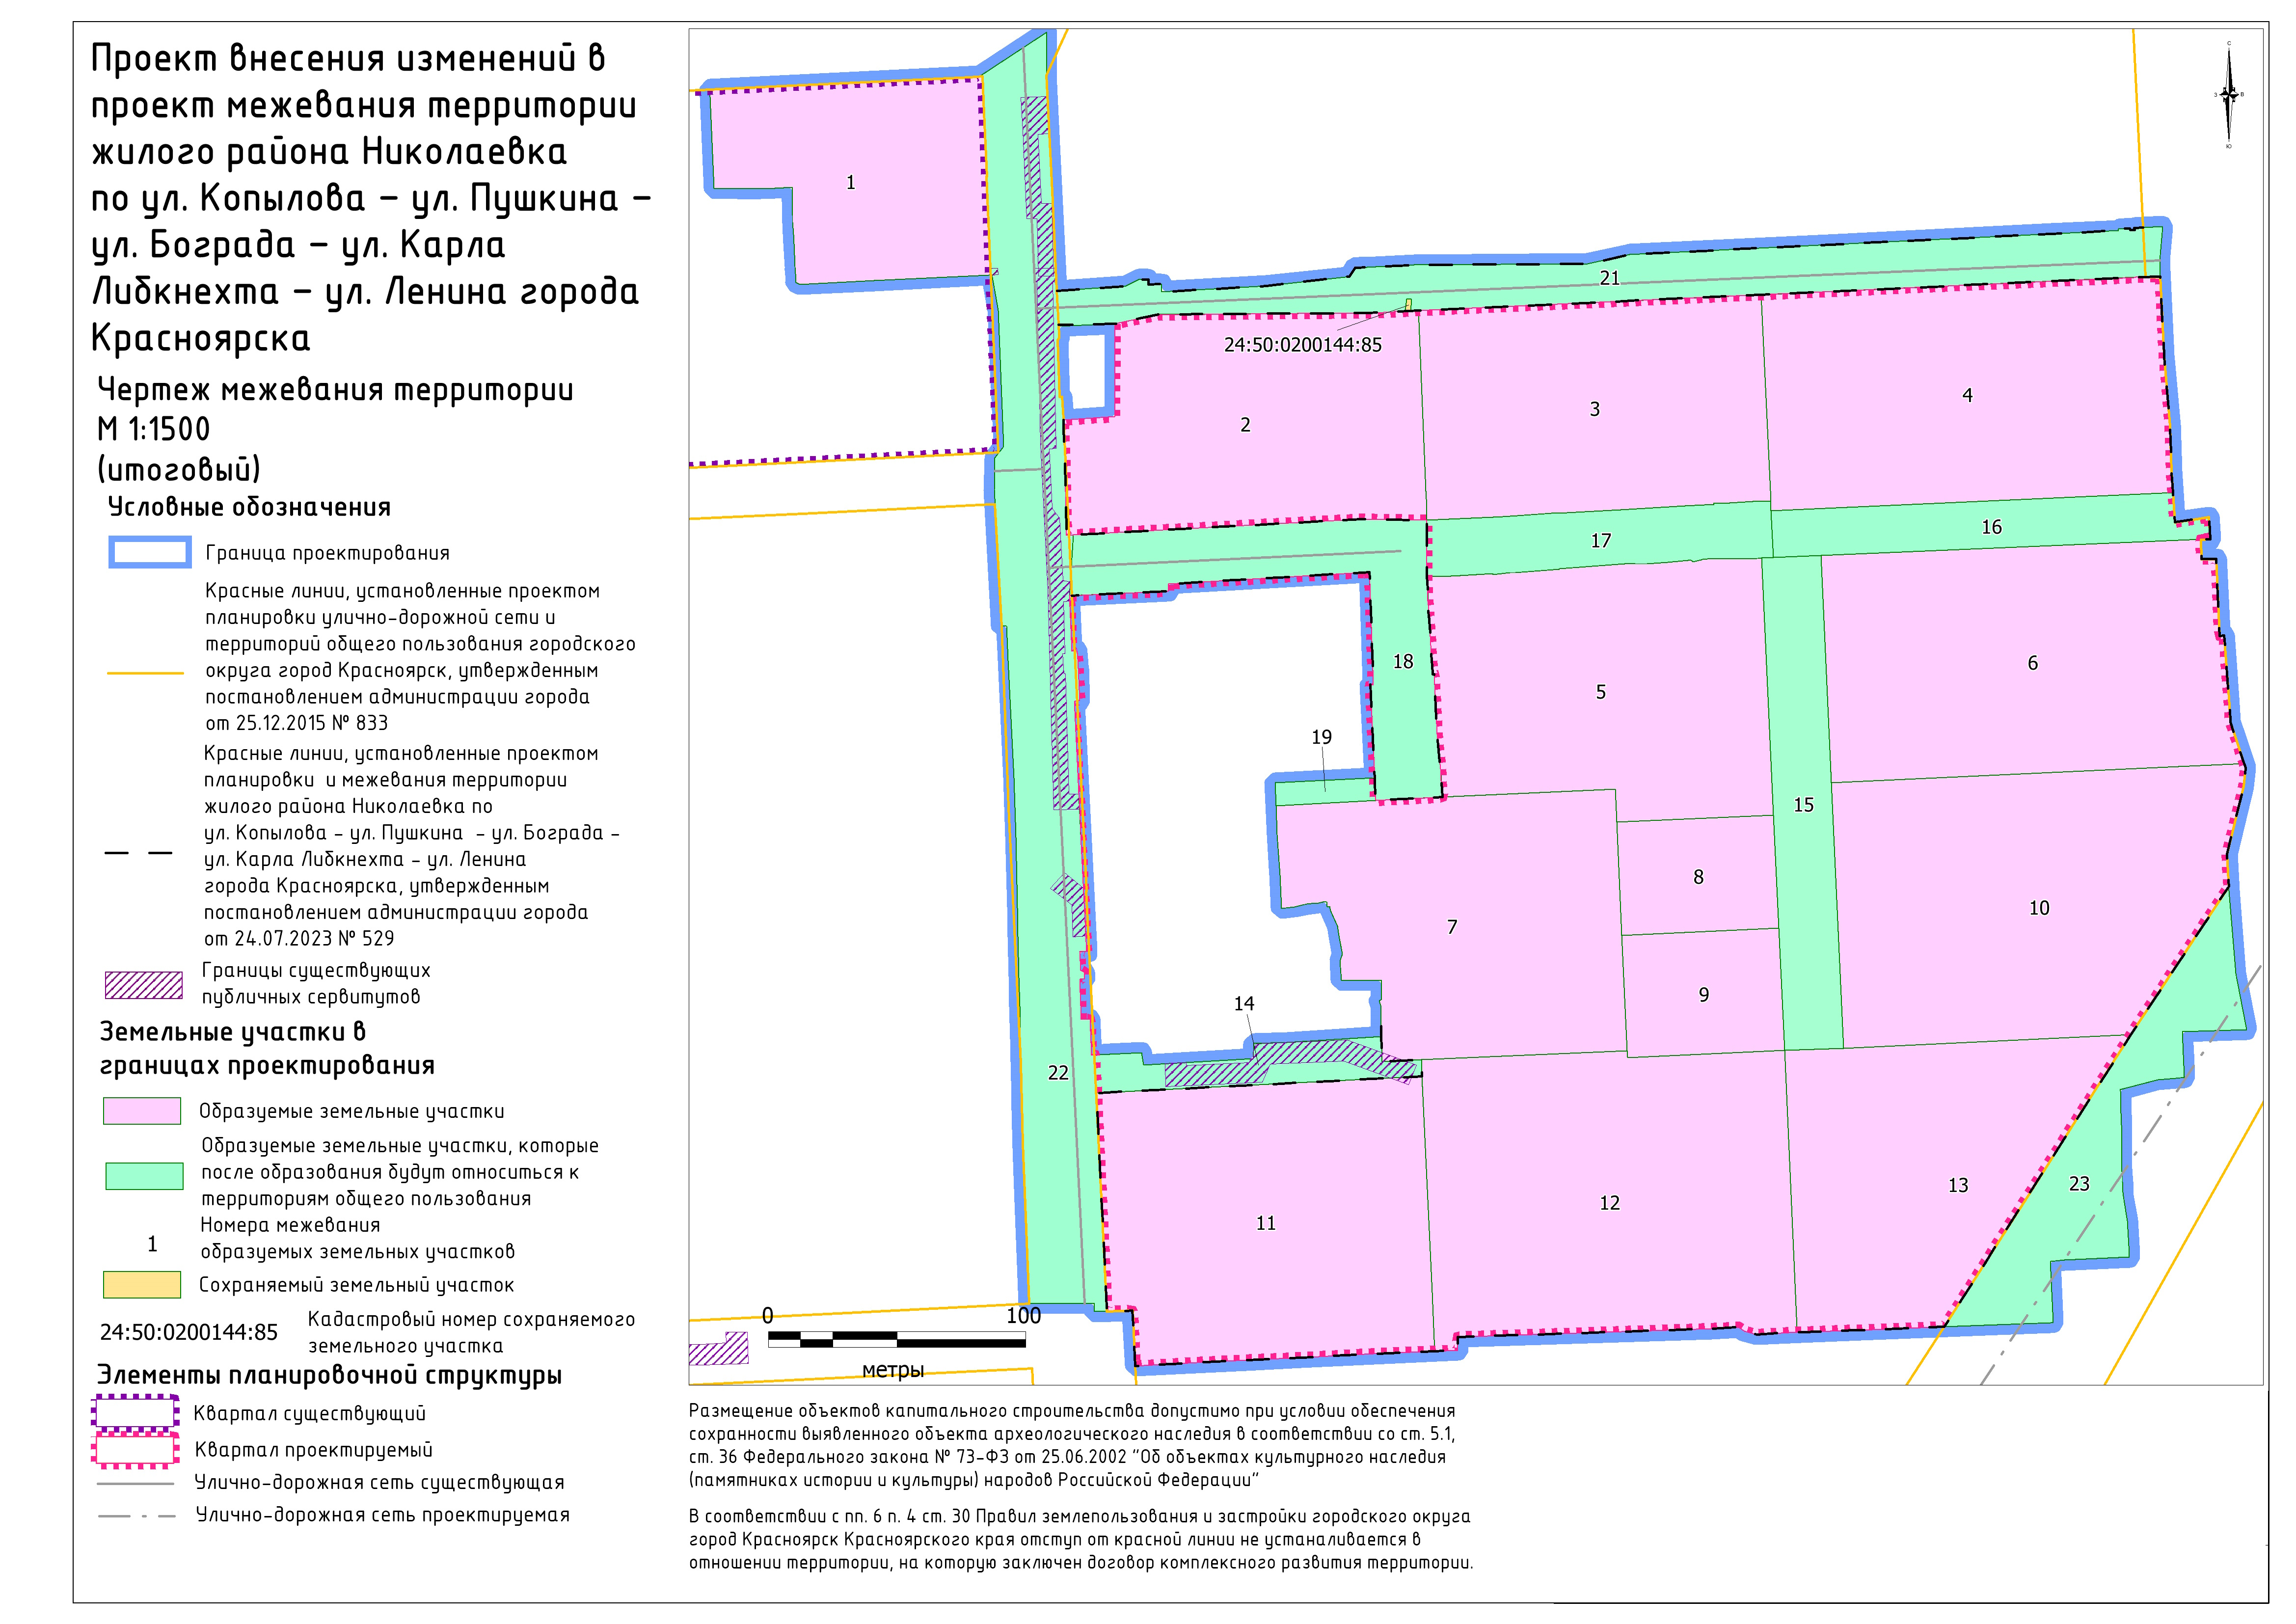 Проект внесения изменений в
проект межевания территории
жилого района Николаевка
по ул. Копылова – ул. Пушкина –
ул. Бограда – ул. Карла
Либкнехта – ул. Ленина города
Красноярска
Чертеж межевания территории
М 1:1500
(итоговый)
Условные обозначения
Граница проектирования
Красные линии, установленные проектом
планировки улично-дорожной сети и
территорий общего пользования городского
округа город Красноярск, утвержденным
постановлением администрации города
от 25.12.2015 № 833
Красные линии, установленные проектом
планировки и межевания территории
жилого района Николаевка по
ул. Копылова - ул. Пушкина - ул. Бограда -
ул. Карла Либкнехта - ул. Ленина
города Красноярска, утвержденным
постановлением администрации города
от 24.07.2023 № 529
Границы существующих
публичных сервитутов
Земельные участки в
границах проектирования
Образуемые земельные участки
Образуемые земельные участки, которые
после образования будут относиться к
территориям общего пользования
Номера межевания
1
образуемых земельных участков
Сохраняемый земельный участок
24:50:0200144:85
Кадастровый номер сохраняемого
земельного участка
Элементы планировочной структуры
Квартал существующий
Квартал проектируемый
Улично-дорожная сеть существующая
Улично-дорожная сеть проектируемая
С
З
В
Ю
1
21
24:50:0200144:85
2
3
4
17
16
18
5
6
19
15
8
7
10
9
14
22
11
12
13
23
0
100
метры
Размещение объектов капитального строительства допустимо при условии обеспечения
сохранности выявленного объекта археологического наследия в соответствии со ст. 5.1,
ст. 36 Федерального закона № 73-ФЗ от 25.06.2002 "Об объектах культурного наследия
(памятниках истории и культуры) народов Российской Федерации"
В соответствии с пп. 6 п. 4 ст. 30 Правил землепользования и застройки городского округа
город Красноярск Красноярского края отступ от красной линии не устаналивается в
отношении территории, на которую заключен договор комплексного развития территории.